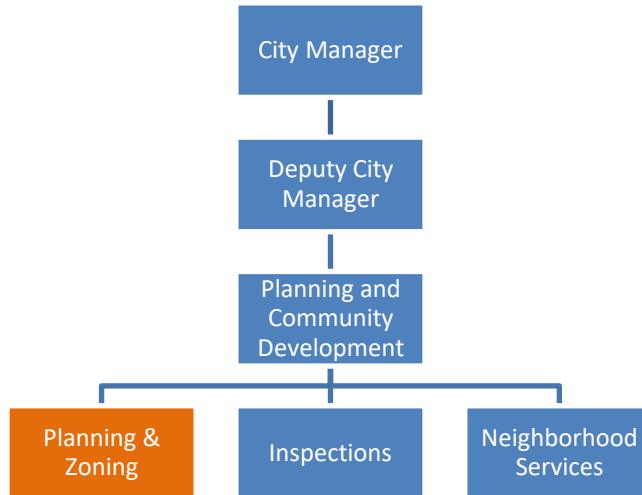 City Manager
Deputy City
Manager
Planning and
Community
Development
Planning &
Zoning
Inspections
Neighborhood
Services